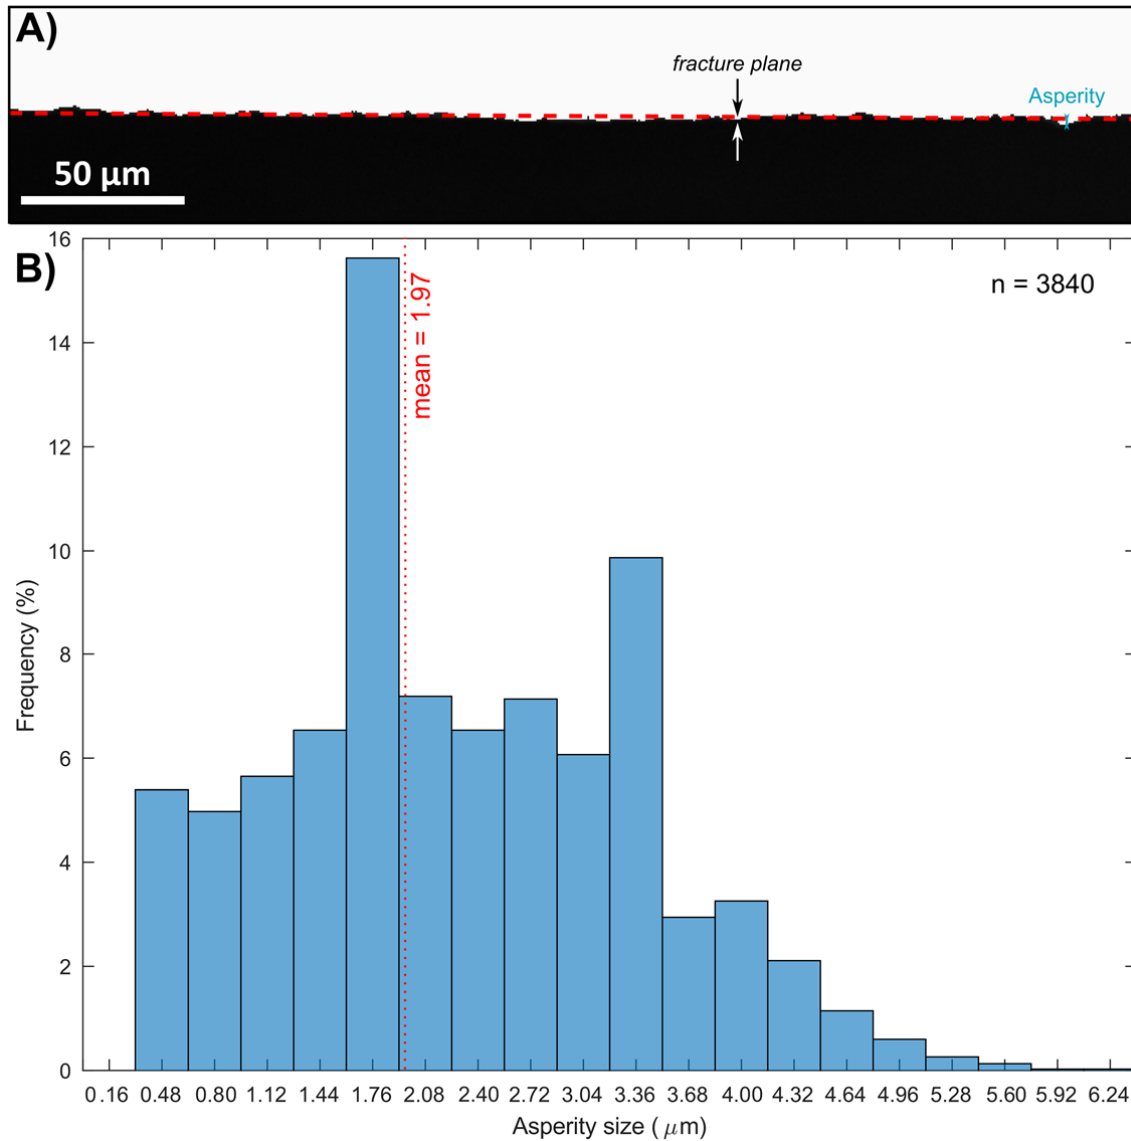 A)
fracture plane
Asperity
50 µm
B)
n = 3840
mean = 1.97
16
14
12
10
8
6
4
2
0
Frequency (%)
0.16 0.48 0.80 1.12 1.44 1.76 2.08 2.40 2.72 3.04 3.36 3.68 4.00 4.32 4.64 4.96 5.28 5.60 5.92 6.24
Asperity size ( µm)